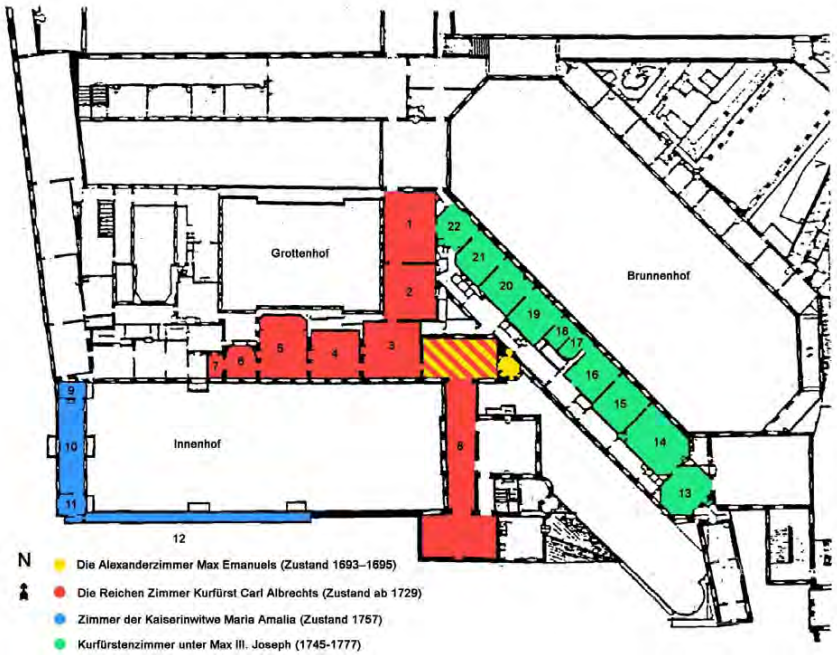 1
22
21
Grottenhof
20
Brunnenhof
2
19
18
17
3
5
4
6
7
16
15
9
8
10
Innenhof
14
11
13
12
N
Die Alexanderzimmer Max Emanuels (Zustand 1693–1695)
Die Reichen Zimmer Kurfürst Carl Albrechts (Zustand ab 1729)
Zimmer der Kaiserinwitwe Maria Amalia (Zustand 1757)
Kurfürstenzimmer unter Max III. Joseph (1745-1777)